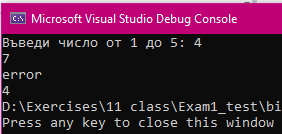 Microsoft Visual Studio Debug Console
Въведи число от 1 до 5: 4
7
error
4
D:\Exercises\11 class\Exam1_test\bi
Press any key to close this window